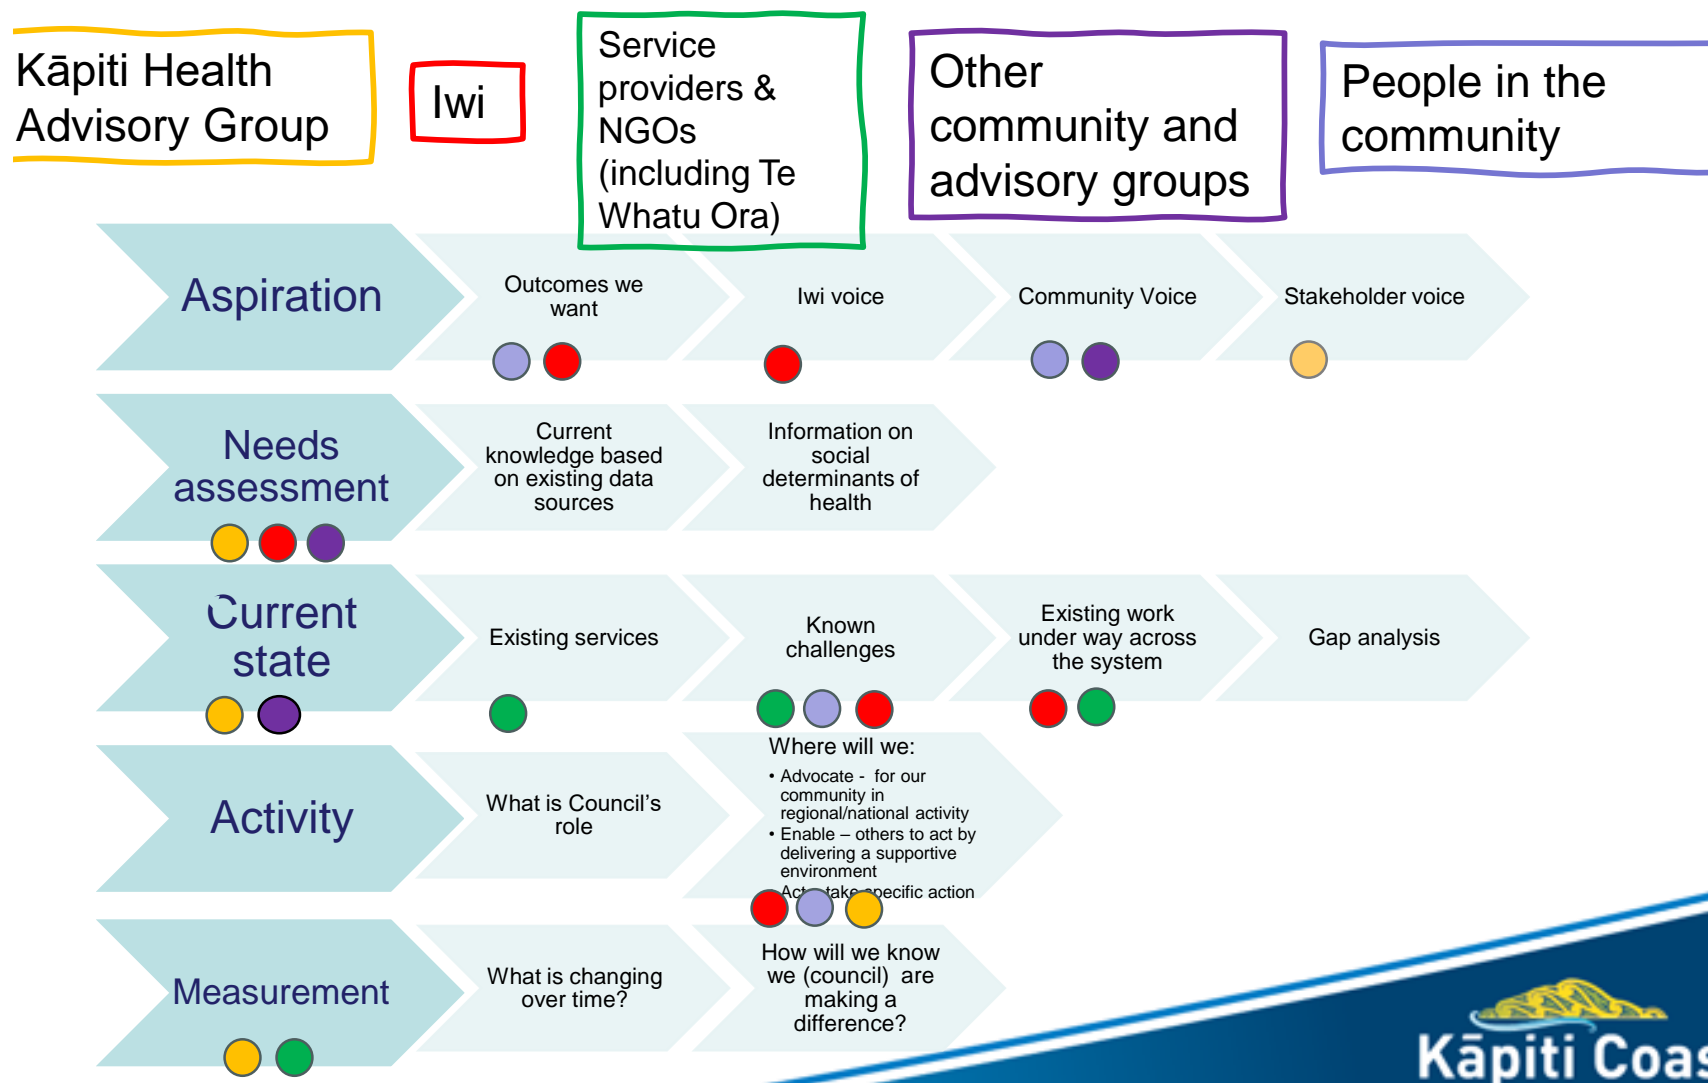 Kāpiti Health
Advisory Group
Iwi
Service
providers &
NGOs
(including Te
Whatu Ora)
Other
community and
advisory groups
People in the
community
Aspiration
Outcomes we
want
Iwi voice
Community Voice
Stakeholder voice
Needs
assessment
Current
knowledge based
on existing data
sources
Information on
social
determinants of
health
Current
state
Existing services
Known
challenges
Existing work
under way across
the system
Gap analysis
Activity
What is Council's
role
Where will we:
• Advocate - for our
community in
regional/national activity
• Enable – others to act by
delivering a supportive
environment
Act take specific action
Measurement
What is changing
over time?
How will we know
we (council) are
making a
difference?
Kāpiti Coas